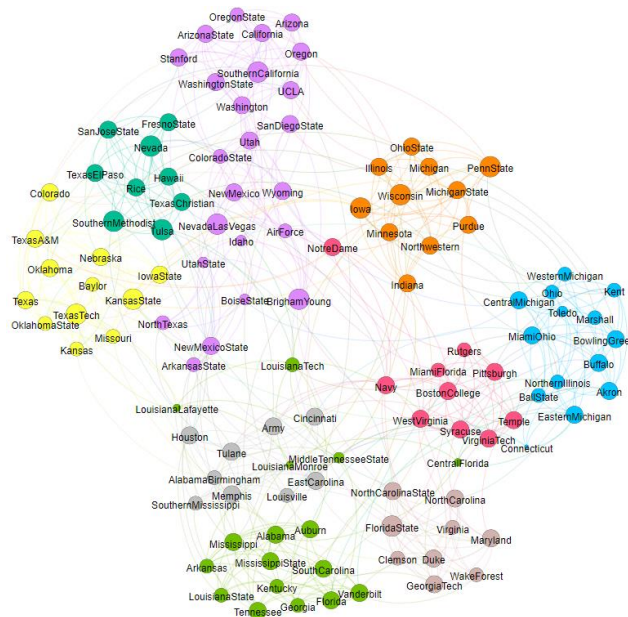 OregonState
Arizona
ArizonaState
California
Oregon
Stanford
SouthernCalifornia
WashingtonState
UCLA
Washington
SanDiegoState
FresnoState
SanJoseState
Nevada
Utah
OhioState
ColoradoState
Illinois
Michigan
PennState
TexasElPaso
Hawaii
Rice
NewMexico
Wyoming
Wisconsin
MichiganState
Colorado
TexasChristian
Iowa
SouthernMethodist
Tulsa
NevadaLasVegas
Purdue
TexasA&M
AirForce
Minnesota
Idaho
NotreDame
Northwestern
Nebraska
Oklahoma
UtahState
IowaState
WesternMichigan
Baylor
Indiana
Ohio
Kent
Texas
KansasState
BoiseState
BrighamYoung
CentralMichigan
Toledo
TexasTech
Marshall
OklahomaState
NorthTexas
Missouri
MiamiOhio
BowlingGree
Kansas
NewMexicoState
Rutgers
ArkansasState
LouisianaTech
MiamiFlorida
Pittsburgh
Buffalo
Navy
BostonCollege
NorthernIllinois
BallState
Akron
LouisianaLafayette
WestVirginia
Temple
EasternMichigan
Cincinnati
Syracuse
Houston
Army
VirginiaTech
Connecticut
Tulane
MiddleTennesseeState
LouisianaMonroe
CentralFlorida
AlabamaBirmingham
EastCarolina
Memphis
NorthCarolinaState
NorthCarolina
SouthernMississippi
Louisville
FloridaState
Virginia
Alabama
Auburn
Maryland
Mississippi
MississippiState
Clemson
Duke
Arkansas
SouthCarolina
WakeForest
Kentucky
GeorgiaTech
LouisianaState
Vanderbilt
Georgia
Florida
Tennessee